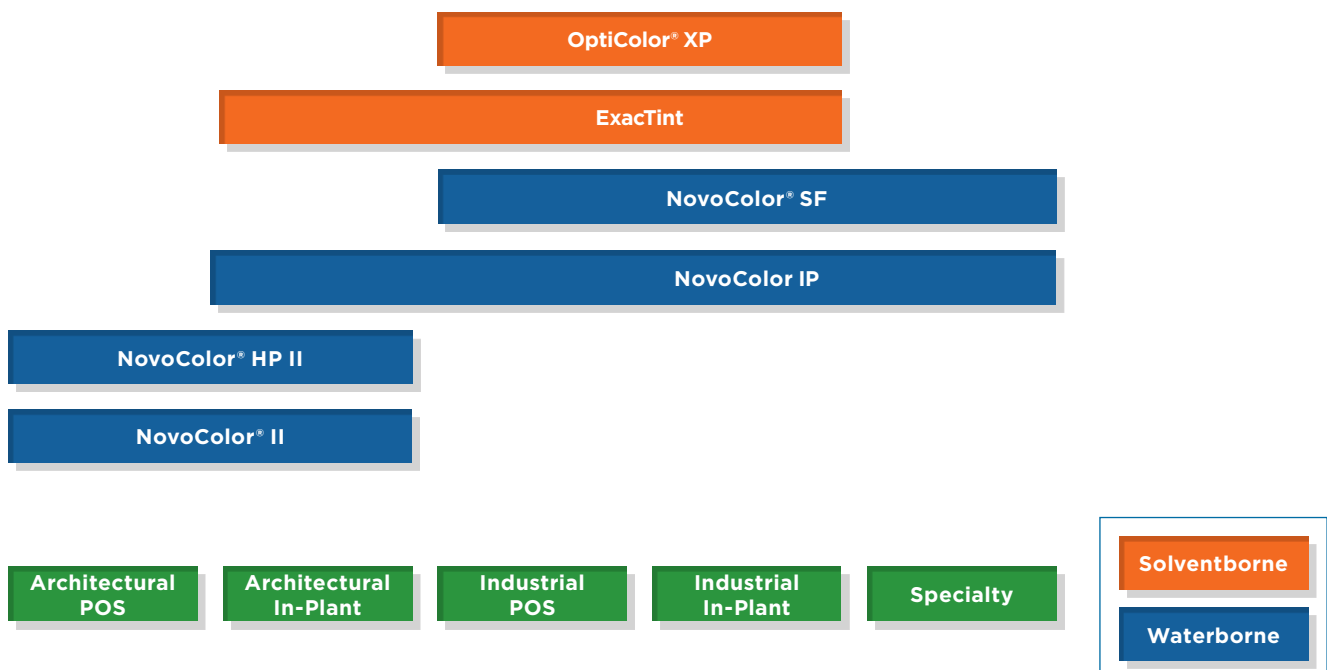 OptiColor® XP
ExacTint
NovoColor® SF
NovoColor IP
NovoColor® HP II
NovoColor® II
Architectural
POS
Architectural
In-Plant
Industrial
POS
Industrial
In-Plant
Specialty
Solventborne
Waterborne